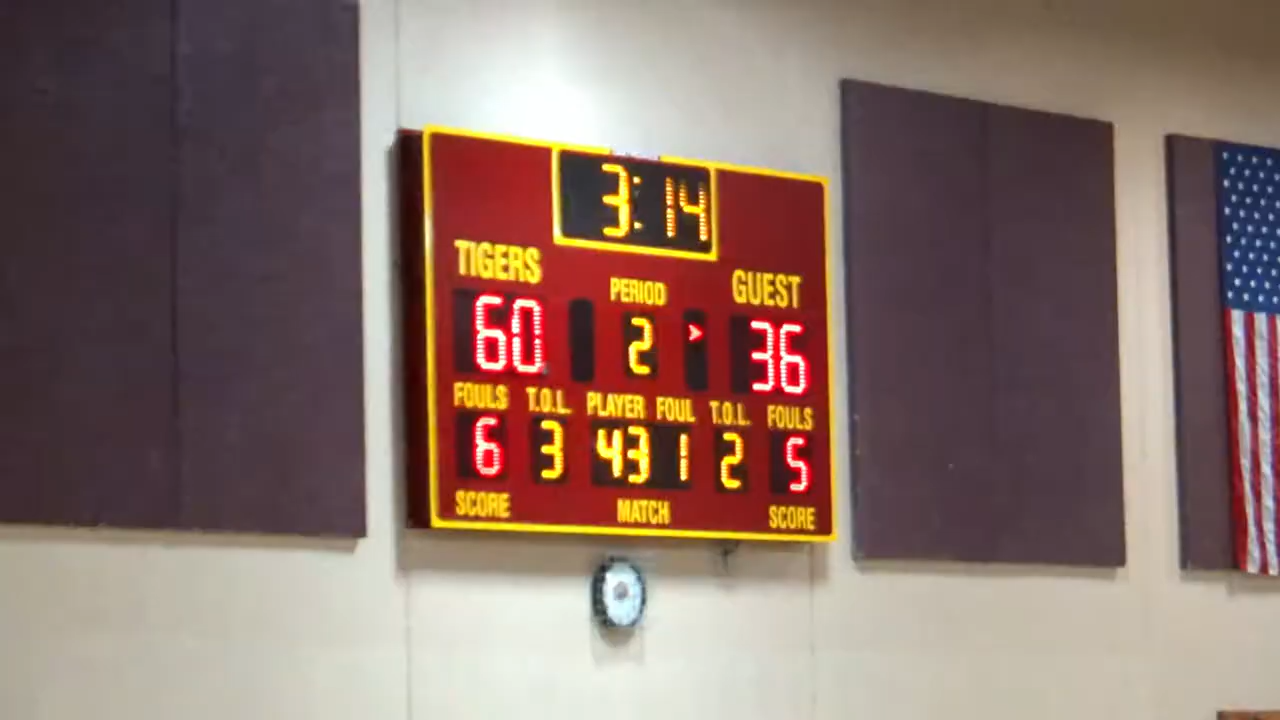 3:14
TIGERS PERIOD GUEST
60 2 > 36
FOULS T.O.L. PLAYER FOUL T.O.L. FOULS
6 3 43 1 2 5
SCORE MATCH SCORE